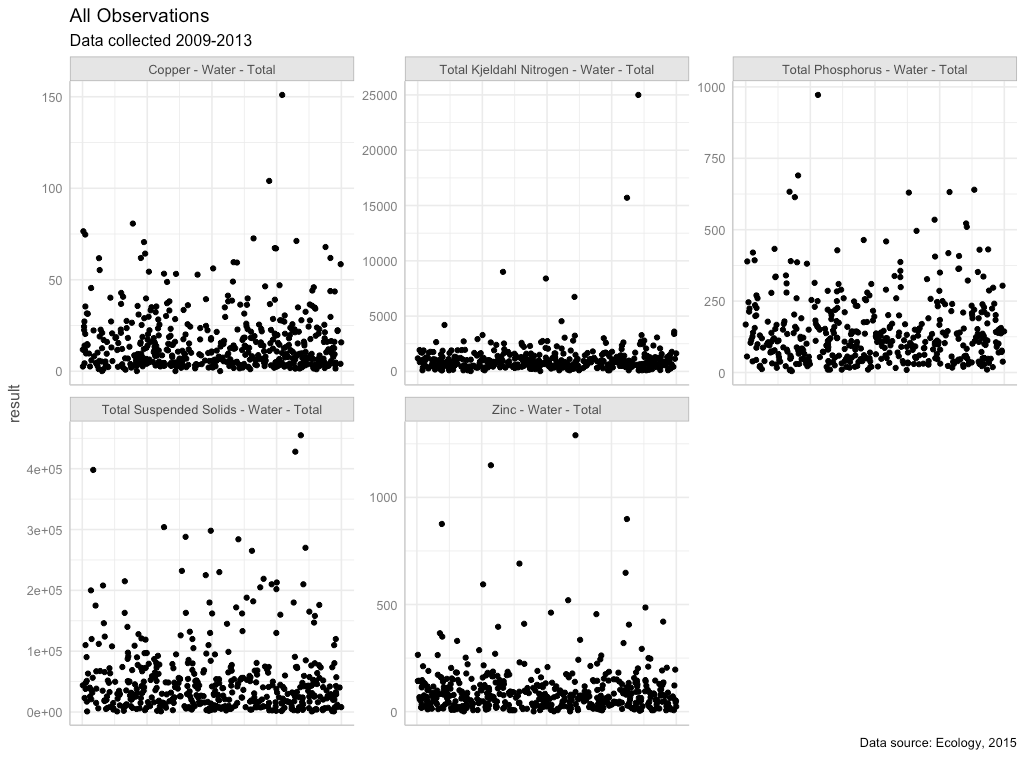 All Observations
Data collected 2009-2013
Copper - Water - Total
Total Kjeldahl Nitrogen - Water - Total
Total Phosphorus - Water - Total
150
100
50
0
25000
20000
15000
10000
5000
0
1000
750
500
250
0
result
Total Suspended Solids - Water - Total
Zinc - Water - Total
4e+05
3e+05
2e+05
1e+05
0e+00
1000
500
0
Data source: Ecology, 2015